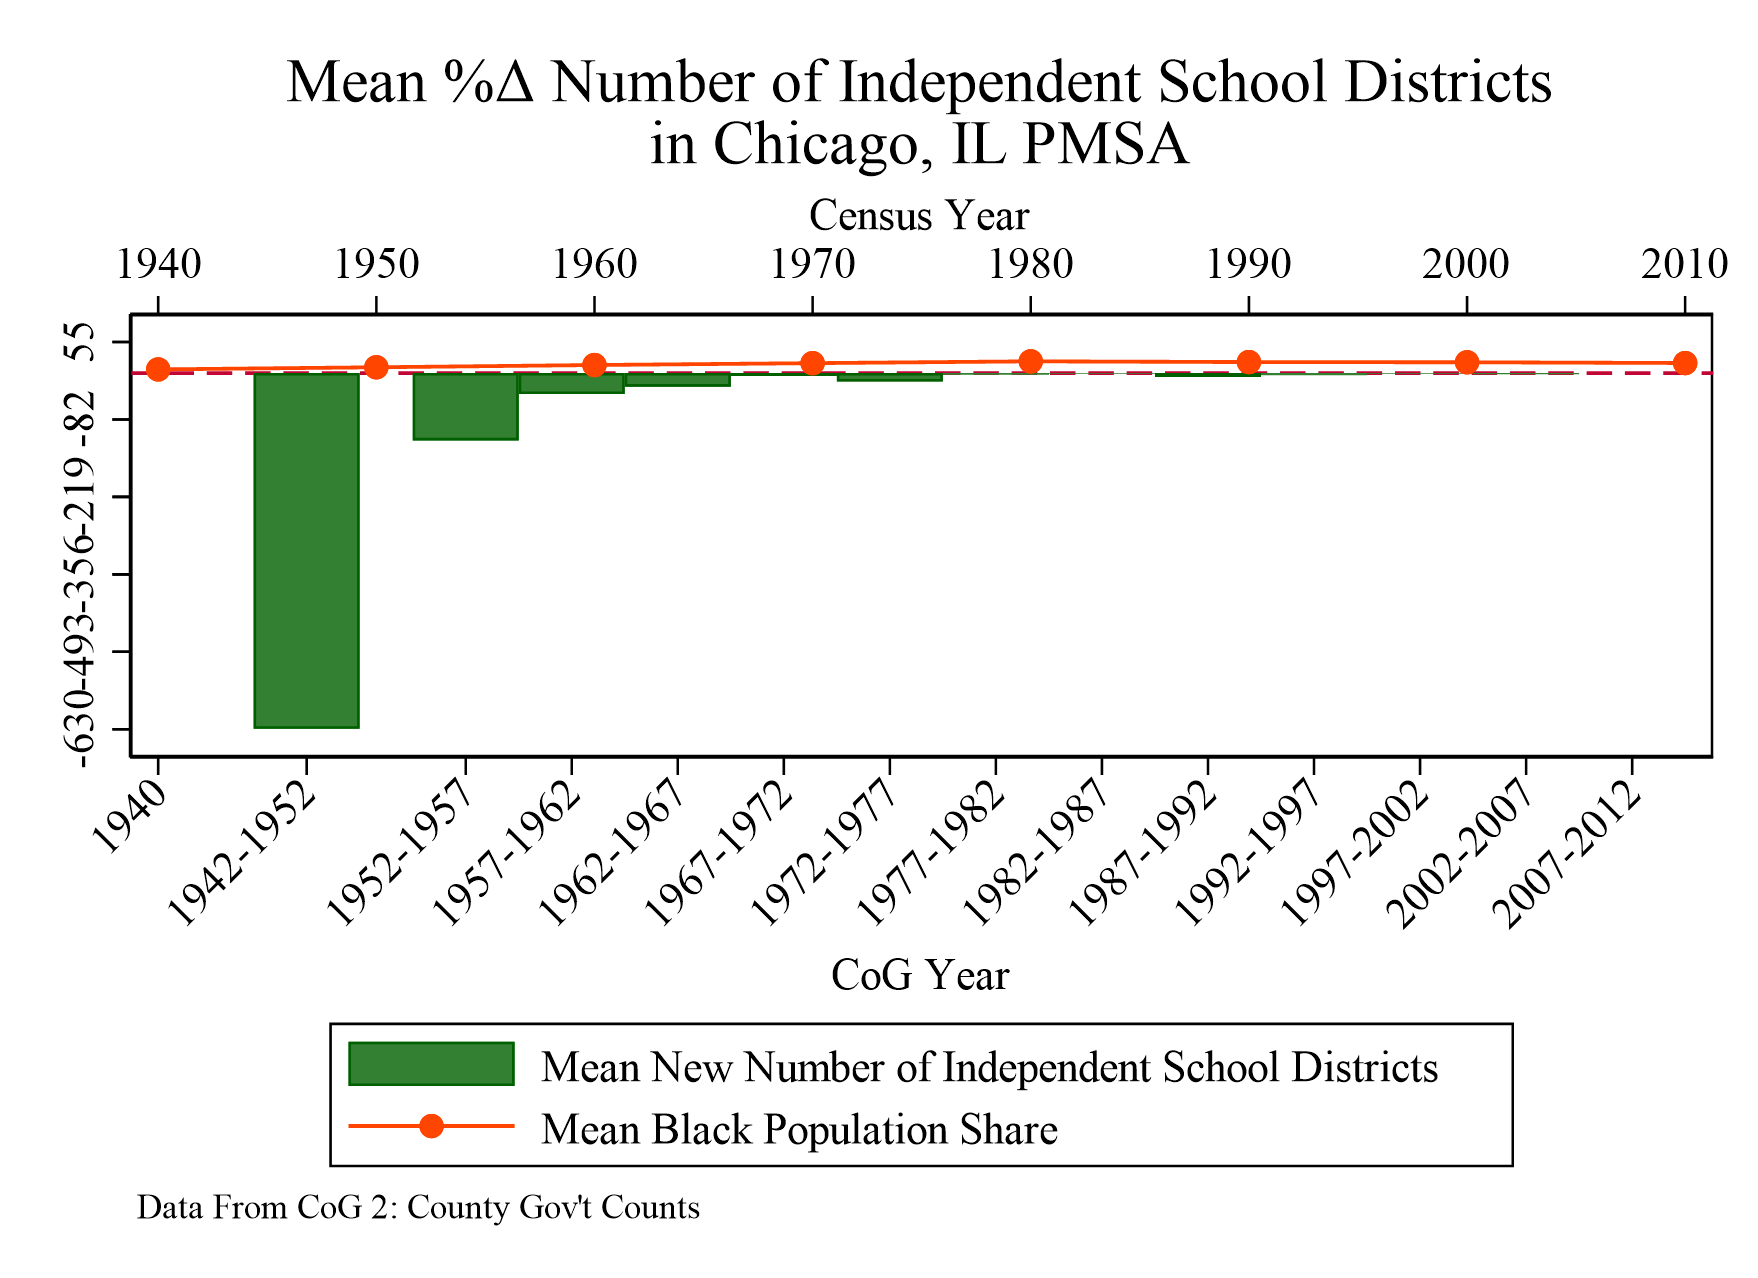 Mean %Δ Number of Independent School Districts
in Chicago, IL PMSA
Census Year
1940 1950 1960 1970 1980 1990 2000 2010
55
-82
-219
-356
-493
-630
1940 1942-1952 1952-1957 1957-1962 1962-1967 1967-1972 1972-1977 1977-1982 1982-1987 1987-1992 1992-1997 1997-2002 2002-2007 2007-2012
CoG Year
Mean New Number of Independent School Districts
Mean Black Population Share
Data From CoG 2: County Gov't Counts